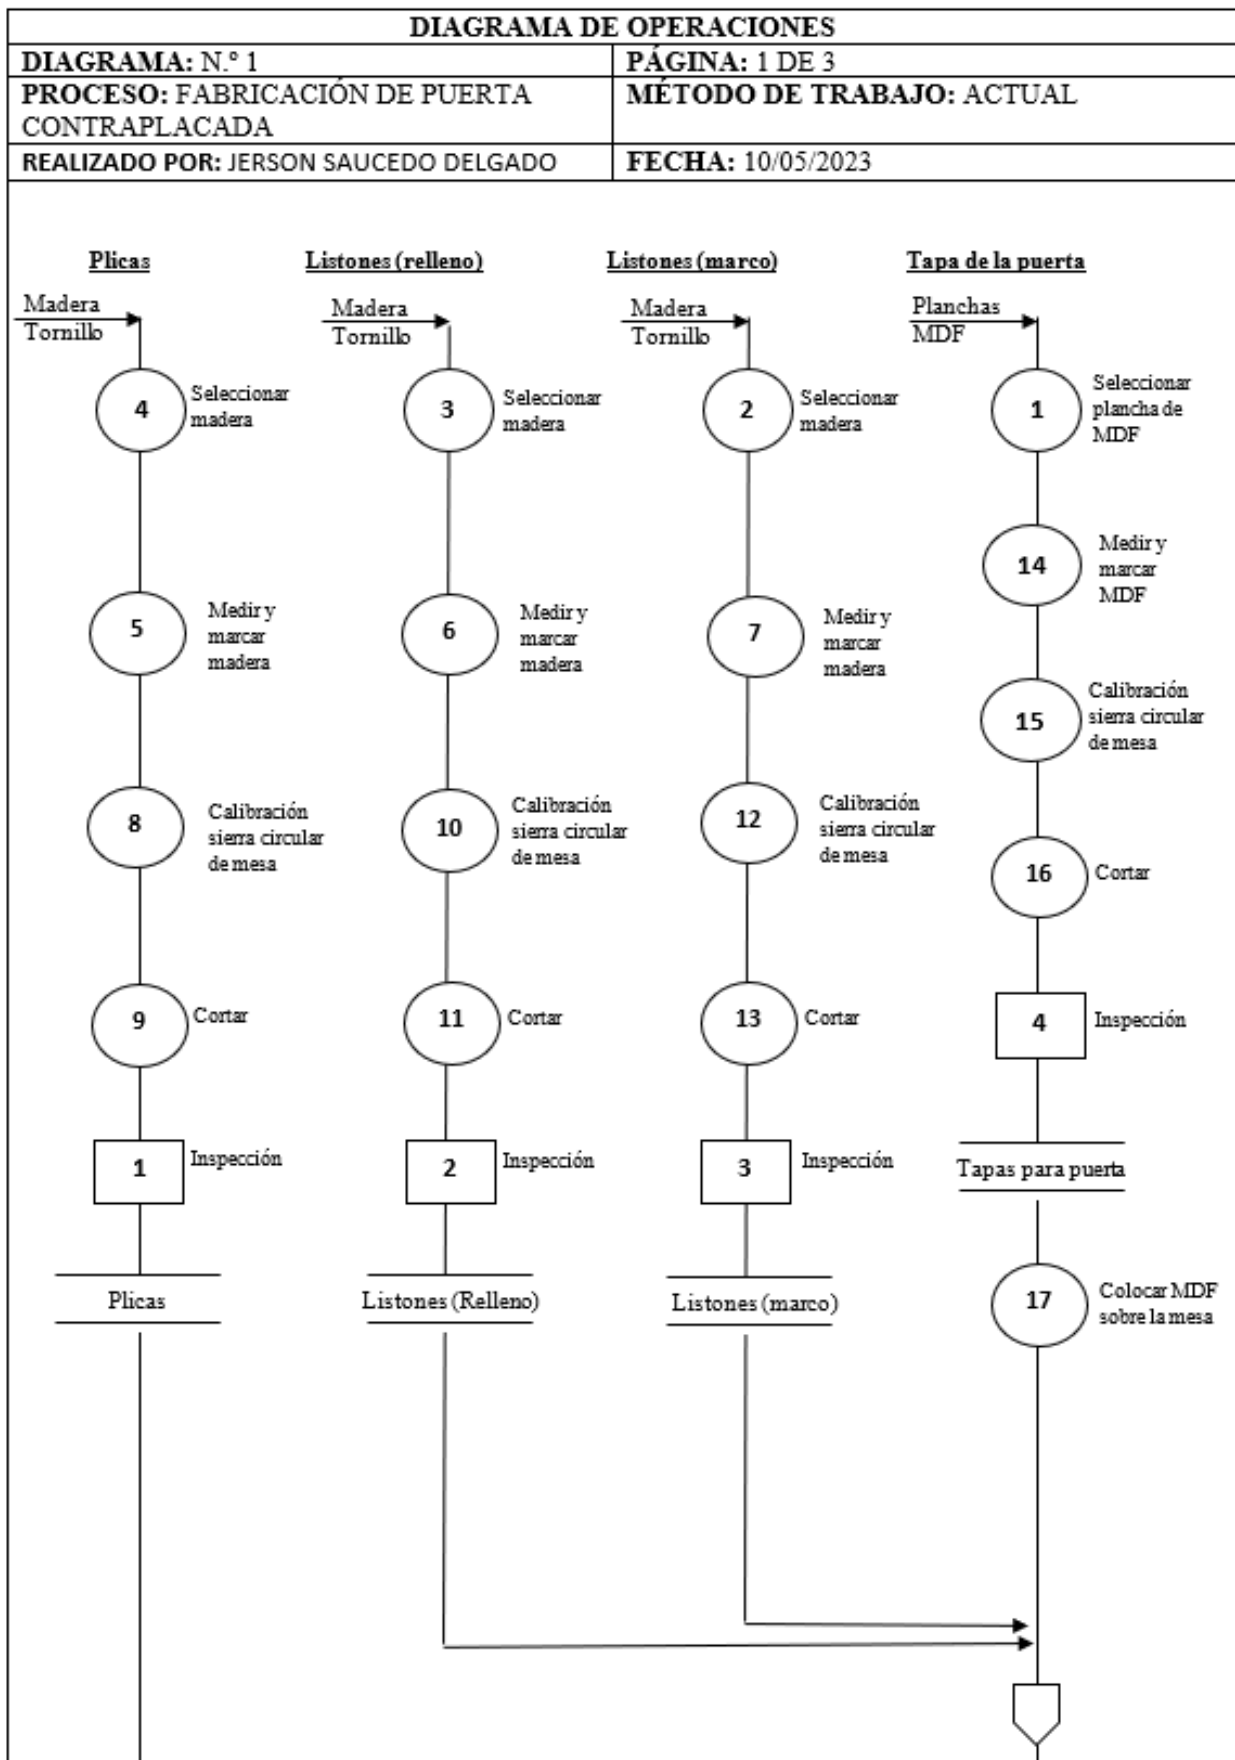 DIAGRAMA DE OPERACIONES
DIAGRAMA: N.º 1
PÁGINA: 1 DE 3
PROCESO: FABRICACIÓN DE PUERTA
CONTRAPLACADA
MÉTODO DE TRABAJO: ACTUAL
REALIZADO POR: JERSON SAUCEDO DELGADO
FECHA: 10/05/2023
Plicas
Madera
Tornillo
4
Seleccionar
madera
5
Medir y
marcar
madera
8
Calibración
sierra circular
de mesa
9
Cortar
1
Inspección
Plicas
Listones (relleno)
Madera
Tornillo
3
Seleccionar
madera
6
Medir y
marcar
madera
10
Calibración
sierra circular
de mesa
11
Cortar
2
Inspección
Listones (Relleno)
Listones (marco)
Madera
Tornillo
2
Seleccionar
madera
7
Medir y
marcar
madera
12
Calibración
sierra circular
de mesa
13
Cortar
3
Inspección
Listones (marco)
Tapa de la puerta
Planchas
MDF
1
Seleccionar
plancha de
MDF
14
Medir y
marcar
MDF
15
Calibración
sierra circular
de mesa
16
Cortar
4
Inspección
Tapas para puerta
17
Colocar MDF
sobre la mesa